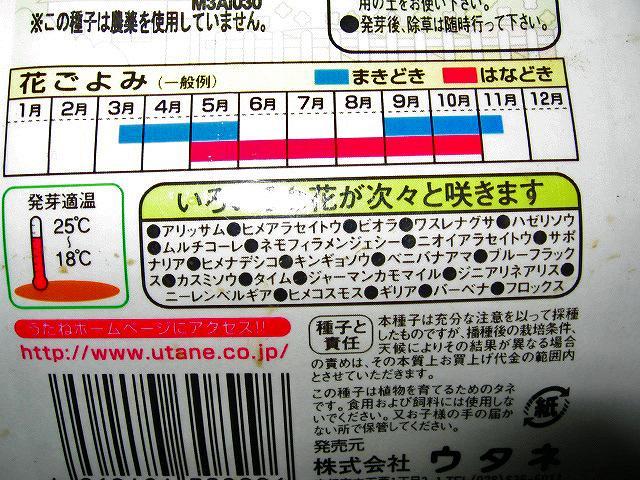 M3AI030
※この種子は農薬を使用していません。
用の土をお使い下さい。
●発芽後、除草は随時行って下さい。
花ごよみ（一般例） まきどき はなどき
1月 2月 3月 4月 5月 6月 7月 8月 9月 10月 11月 12月
発芽適温
25℃
〜
18℃
花が次々と咲きます
●アリッサム●ヒメアラセイトウ●ビオラ●ワスレナグサ●ハゼリソウ
●ムルチコーレ●ネモフィラメンジェシー●ニオイアラセイトウ●サポ
ナリア●ヒメナデシコ●キンギョソウ●ベニバナアマ●ブルーフラック
ス●カスミソウ●タイム●ジャーマンカモマイル●ジニアリネアリス●
ニーレンベルギア●ヒメコスモス●ギリア●バーベナ●フロックス
うたねホームページにアクセス!!
http://www.utane.co.jp/
種子と
責任
本種子は充分な注意を以って採種
したものですが、播種後の栽培条件、
天候によりその結果が異なる場合
の責めは、その本質上お買上げ代金の範囲内
とさせていただきます。
この種子は植物を育てるためのタネ
です。食用および飼料には使用しな
いでください。又お子様の手の届か
ない所で保管してください。
紙
発売元
株式会社 ウタネ